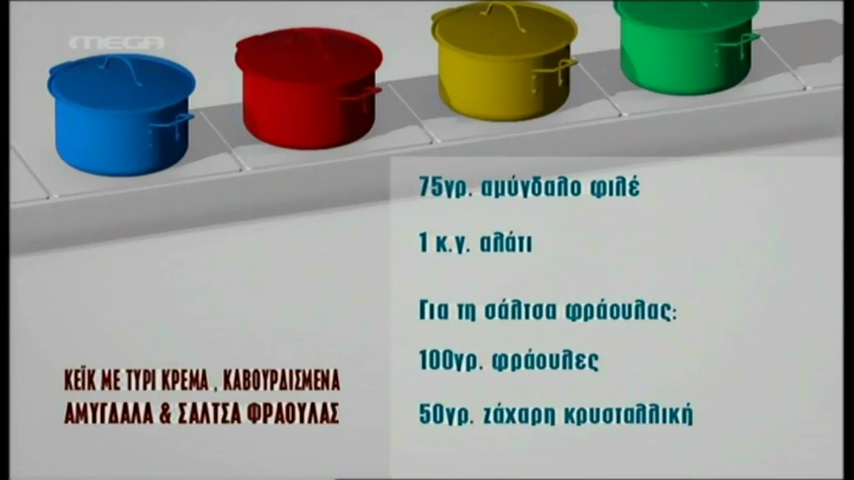 MEGA
75γρ. αμύγδαλο φιλέ
1 κ.γ. αλάτι
Για τη σάλτσα φράουλας:
100γρ. φράουλες
50γρ. ζάχαρη κρυσταλλική
ΚΕΪΚ ΜΕ ΤΥΡΙ ΚΡΕΜΑ , ΚΑΒΟΥΡΔΙΣΜΕΝΑ
ΑΜΥΓΔΑΛΑ & ΣΑΛΤΣΑ ΦΡΑΟΥΛΑΣ